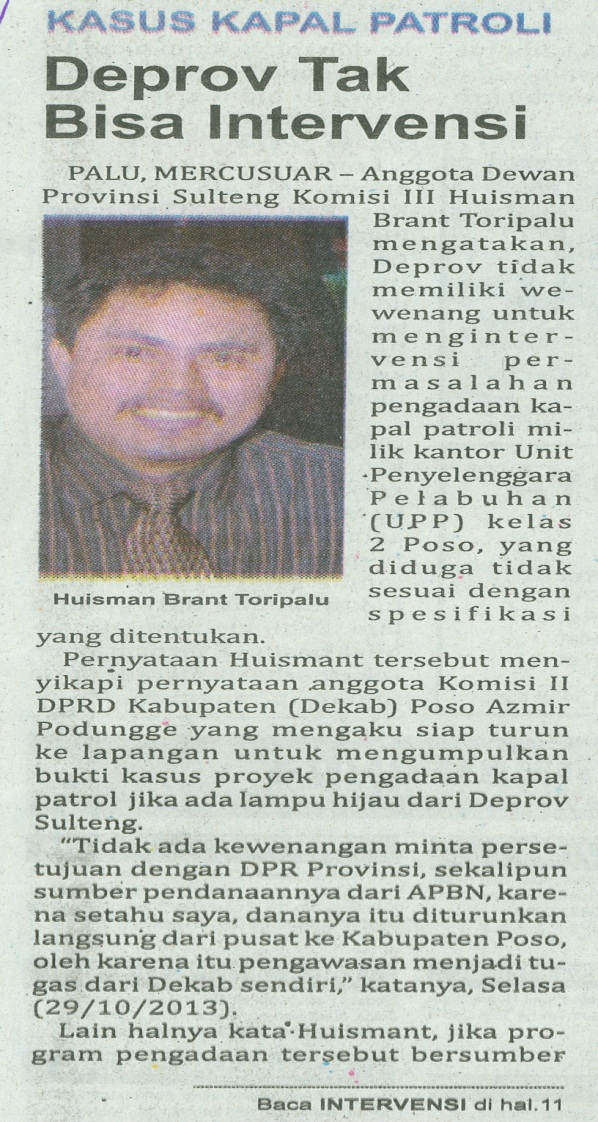 KASUS KAPAL PATROLI
Deprov Tak
Bisa Intervensi
PALU, MERCUSUAR – Anggota Dewan
Provinsi Sulteng Komisi III Huisman
Brant Toripalu
mengatakan,
Deprov tidak
memiliki we-
wenang untuk
menginter-
vensi per-
masalahan
pengadaan ka-
pal patroli mi-
lik kantor Unit
Penyelenggara
Pelabuhan
(UPP) kelas
2 Poso, yang
diduga tidak
sesuai dengan
spesifikasi
Huisman Brant Toripalu
yang ditentukan.
Pernyataan Huismant tersebut men-
yikapi pernyataan anggota Komisi II
DPRD Kabupaten (Dekab) Poso Azmir
Podungge yang mengaku siap turun
ke lapangan untuk mengumpulkan
bukti kasus proyek pengadaan kapal
patrol jika ada lampu hijau dari Deprov
Sulteng.
“Tidak ada kewenangan minta perse-
tujuan dengan DPR Provinsi, sekalipun
sumber pendanaannya dari APBN, kare-
na setahu saya, dananya itu diturunkan
langsung dari pusat ke Kabupaten Poso,
oleh karena itu pengawasan menjadi tu-
gas dari Dekab sendiri,” katanya, Selasa
(29/10/2013).
Lain halnya kata Huismant, jika pro-
gram pengadaan tersebut bersumber
Baca INTERVENSI di hal.11